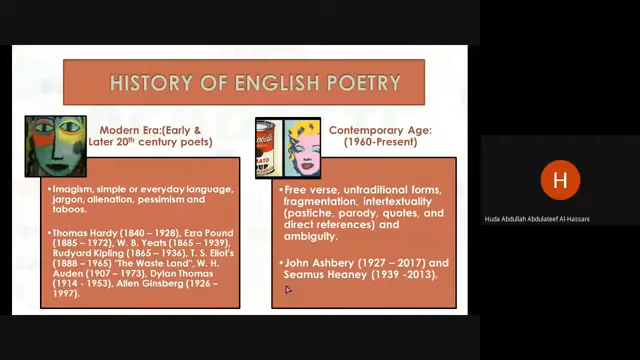 HISTORY OF ENGLISH POETRY
Modern Era:(Early &
Later 20th century poets)
Imagism, simple or everyday language,
jargon, alienation, pessimism and
taboos.
Thomas Hardy (1840 – 1928), Ezra Pound
(1885 – 1972), W. B. Yeats (1865 – 1939),
Rudyard Kipling (1865 – 1936), T. S. Eliot's
(1888 – 1965) "The Waste Land", W. H.
Auden (1907 – 1973), Dylan Thomas
(1914 - 1953), Allen Ginsberg (1926 –
1997).
Contemporary Age:
(1960-Present)
Free verse, untraditional forms,
fragmentation, intertextuality
(pastiche, parody, quotes, and
direct references) and
ambiguity.
John Ashbery (1927 – 2017) and
Seamus Heaney (1939 -2013),
H
Huda Abdullah Abdulateef Al-Hassani